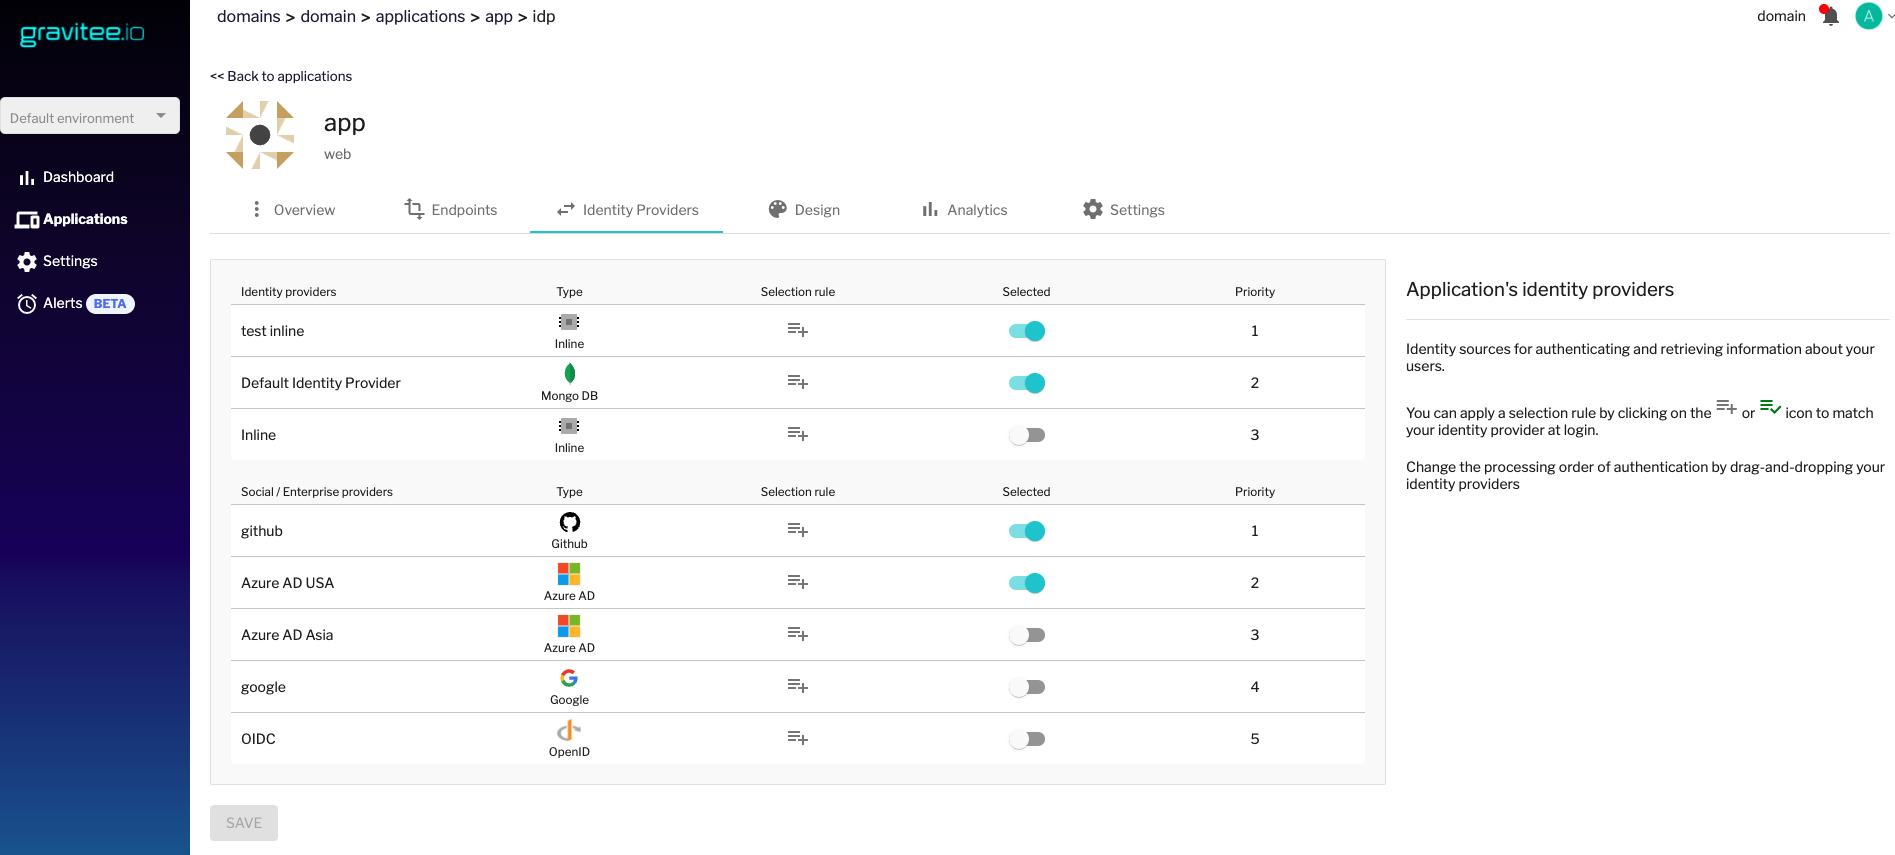 domains > domain > applications > app > idp
domain
A
gravitee.io
<< Back to applications
Default environment
app
web
Dashboard
Applications
Settings
Alerts BETA
Overview
Endpoints
Identity Providers
Design
Analytics
Settings
Identity providers Type Selection rule Selected Priority
test inline Inline 1
Default Identity Provider Mongo DB 2
Inline Inline 3
Social / Enterprise providers Type Selection rule Selected Priority
github Github 1
Azure AD USA Azure AD 2
Azure AD Asia Azure AD 3
google Google 4
OIDC OpenID 5
SAVE
Application's identity providers
Identity sources for authenticating and retrieving information about your
users.
You can apply a selection rule by clicking on the or icon to match
your identity provider at login.
Change the processing order of authentication by drag-and-dropping your
identity providers